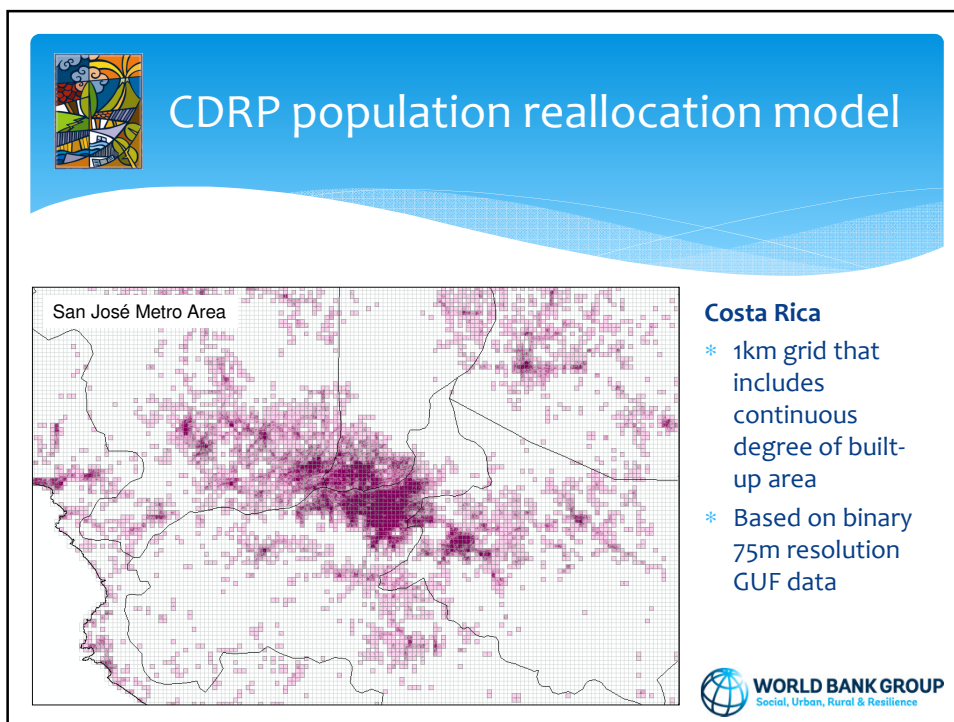 CDRP population reallocation model
San José Metro Area
Costa Rica
* 1km grid that
includes
continuous
degree of built-
up area
* Based on binary
75m resolution
GUF data
WORLD BANK GROUP
Social, Urban, Rural & Resilience